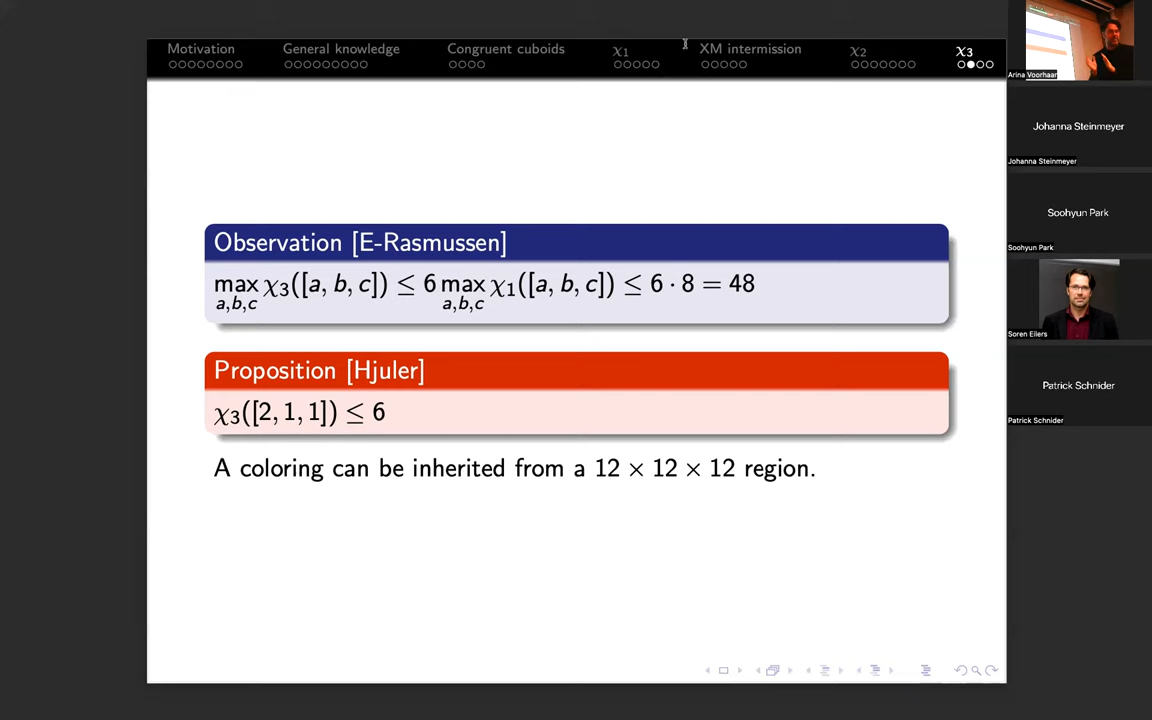 Motivation General knowledge Congruent cuboids χ1 XM intermission χ2 χ3
Observation [E-Rasmussen]
max χ3([a, b, c]) ≤ 6 max χ1([a, b, c]) ≤ 6 · 8 = 48
a,b,c a,b,c
Proposition [Hjuler]
χ3([2, 1, 1]) ≤ 6
A coloring can be inherited from a 12 × 12 × 12 region.
Arina Voorhaar
Johanna Steinmeyer
Johanna Steinmeyer
Soohyun Park
Soohyun Park
Soren Eilers
Patrick Schnider
Patrick Schnider